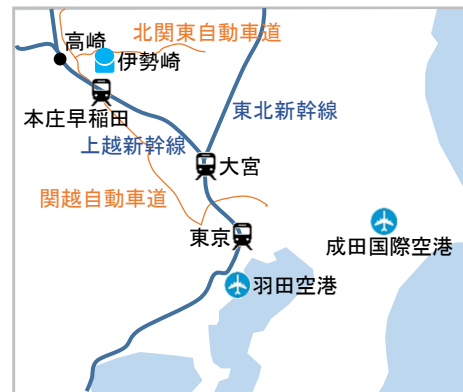 北関東自動車道
高崎
伊勢崎
本庄早稲田
東北新幹線
上越新幹線
大宮
関越自動車道
東京
成田国際空港
羽田空港